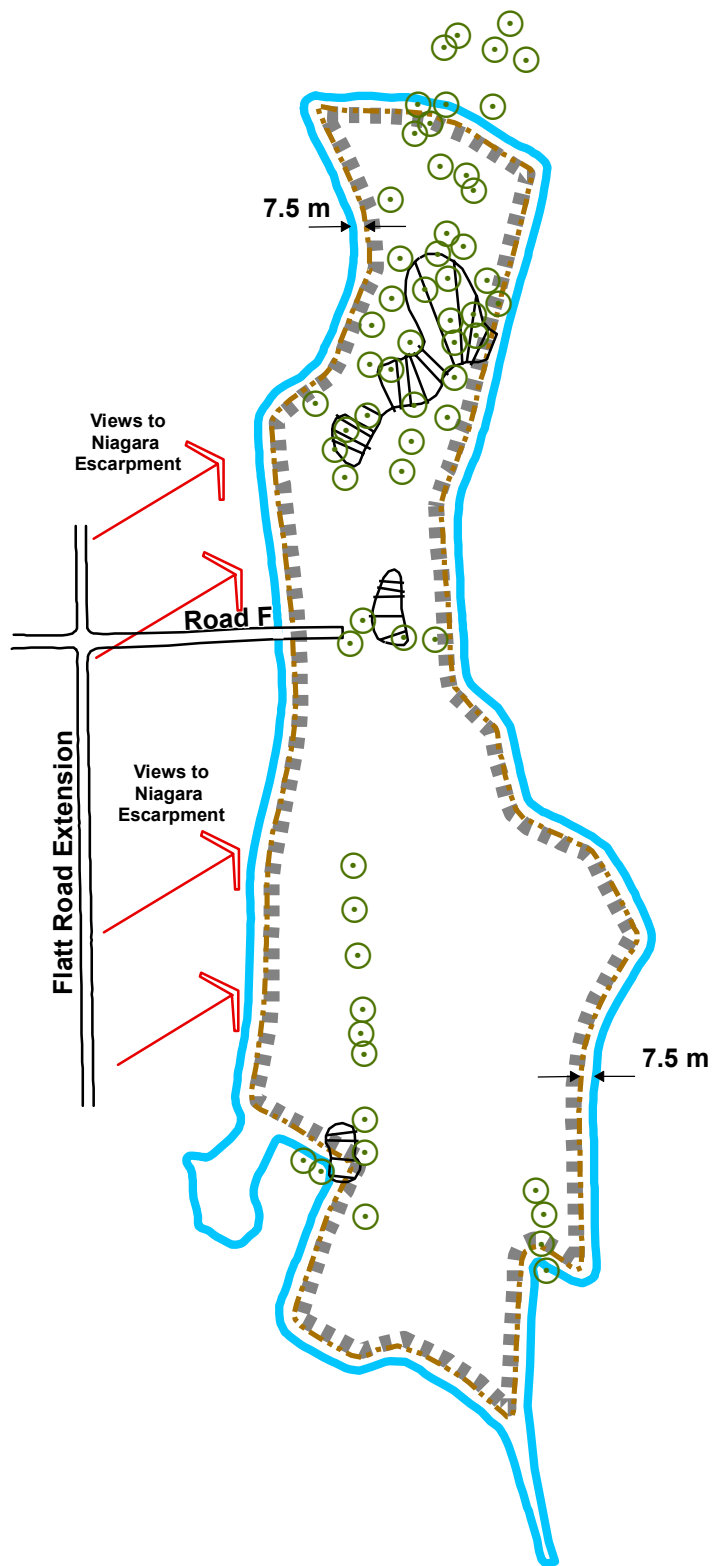 7.5 m
Views to
Niagara
Escarpment
Road F
Views to
Niagara
Escarpment
Flatt Road Extension
7.5 m